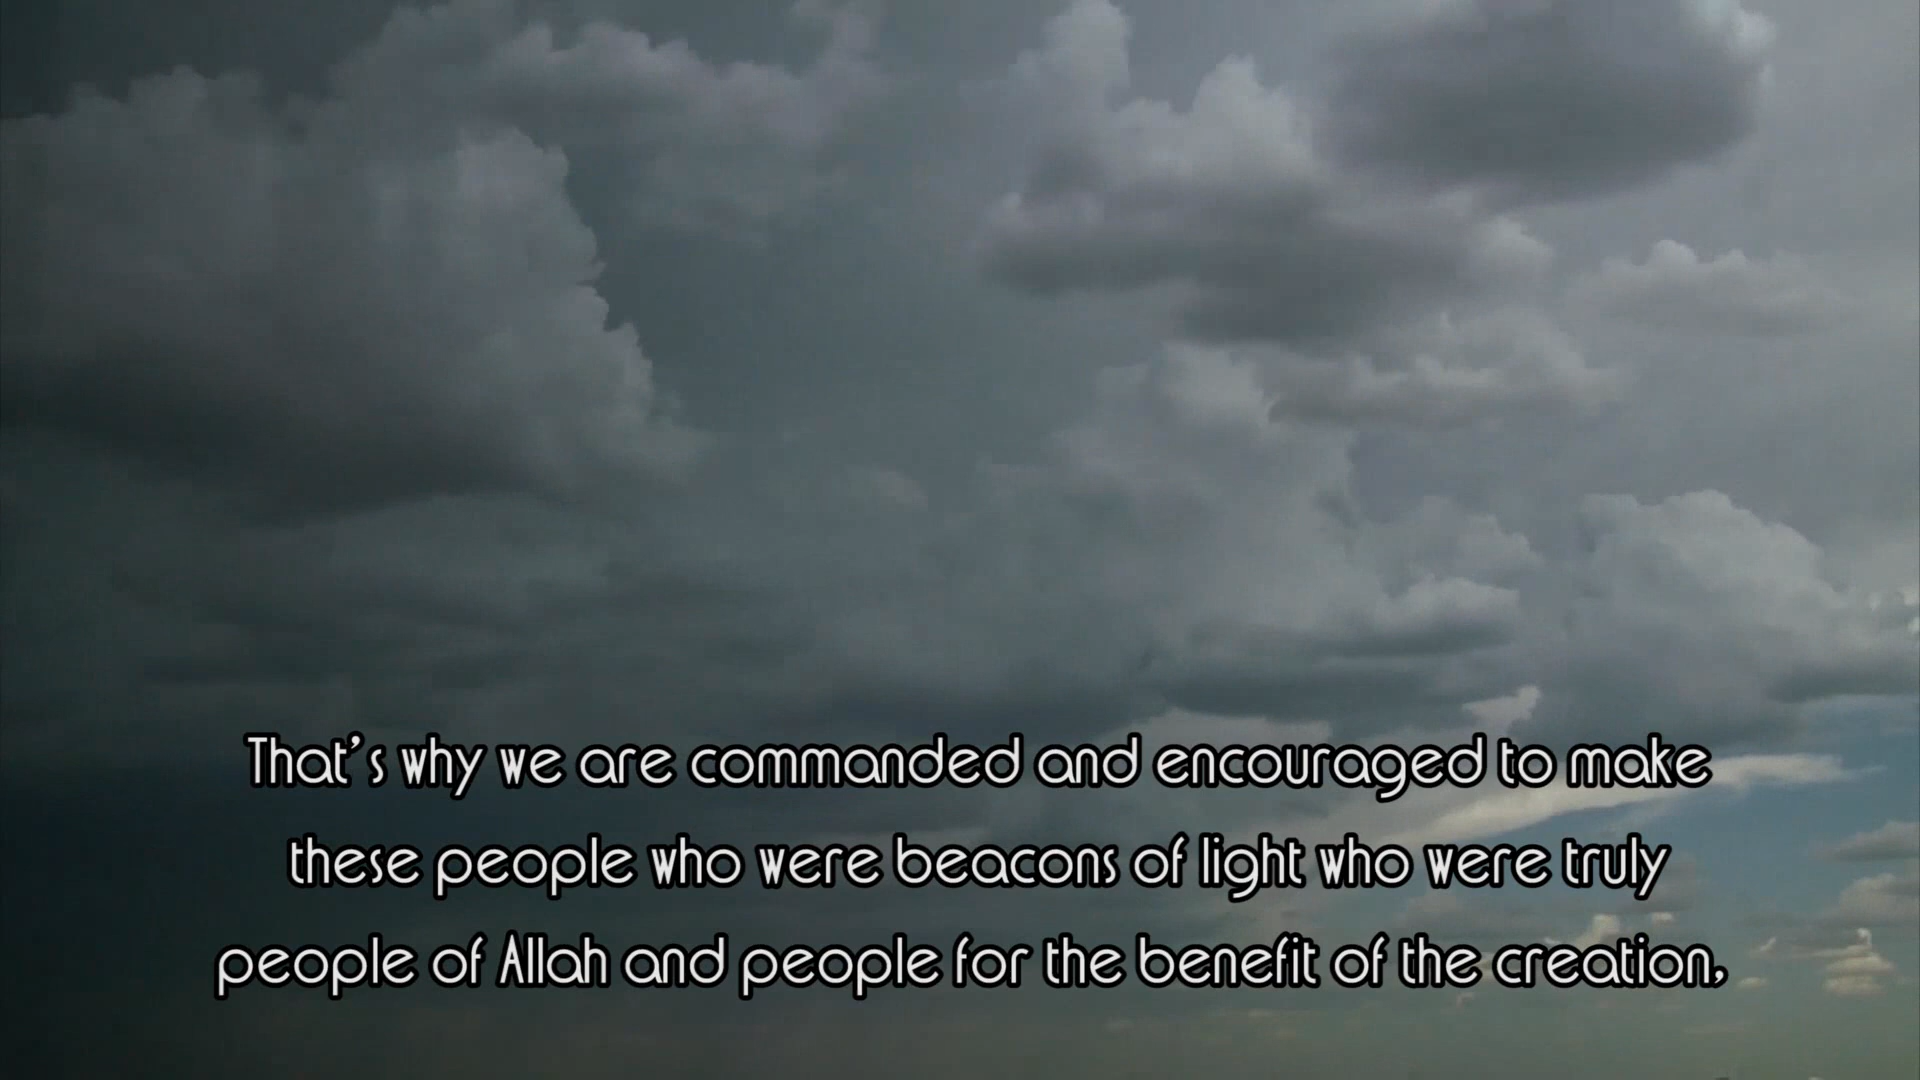 That's why we are commanded and encouraged to make
these people who were beacons of light who were truly
people of Allah and people for the benefit of the creation,